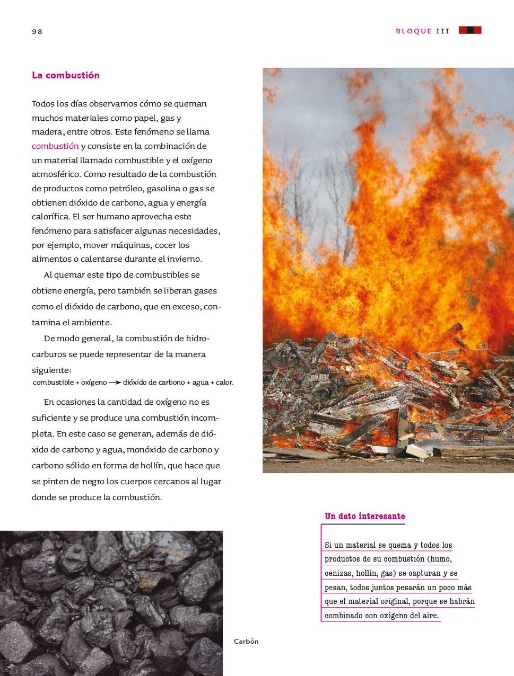 98
BLOQUE III
La combustión
Todos los días observamos cómo se queman
muchos materiales como papel, gas y
madera, entre otros. Este fenómeno se llama
combustión y consiste en la combinación de
un material llamado combustible y el oxígeno
atmosférico. Como resultado de la combustión
de productos como petróleo, gasolina o gas se
obtienen dióxido de carbono, agua y energía
calorífica. El ser humano aprovecha este
fenómeno para satisfacer algunas necesidades,
por ejemplo, mover máquinas, cocer los
alimentos o calentarse durante el invierno.
Al quemar este tipo de combustibles se
obtiene energía, pero también se liberan gases
como el dióxido de carbono, que en exceso, con-
tamina el ambiente.
De modo general, la combustión de hidro-
carburos se puede representar de la manera
siguiente:
combustible + oxígeno → dióxido de carbono + agua + calor.
En ocasiones la cantidad de oxígeno no es
suficiente y se produce una combustión incom-
pleta. En este caso se generan, además de dió-
xido de carbono y agua, monóxido de carbono y
carbono sólido en forma de hollín, que hace que
se pinten de negro los cuerpos cercanos al lugar
donde se produce la combustión.
Un dato interesante
Si un material se quema y todos los
productos de su combustión (humo,
cenizas, hollín, gas) se capturan y se
pesan, todos juntos pesarán un poco más
que el material original, porque se habrán
combinado con oxígeno del aire.
Carbón